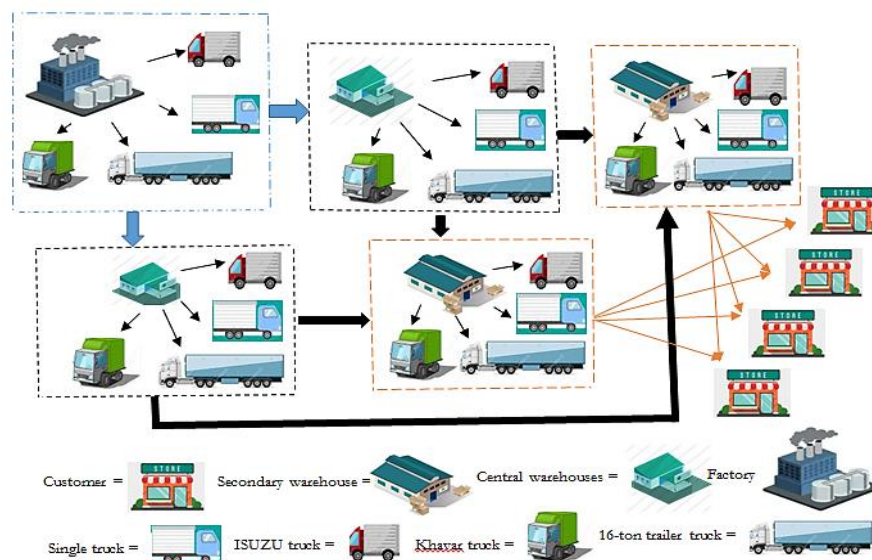 STORE
STORE
STORE
STORE
Customer =
STORE
Secondary warehouse =
Central warehouses =
Factory
Single truck =
ISUZU truck =
Khavar truck =
16-ton trailer truck =